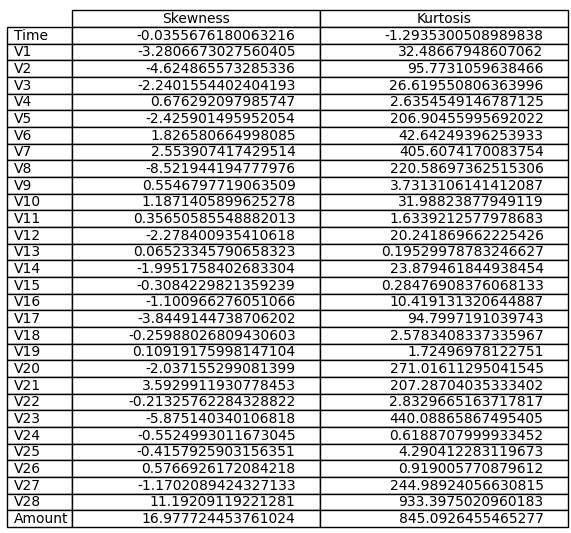 Skewness Kurtosis
Time -0.0355676180063216 -1.2935300508989838
V1 -3.2806673027560405 32.48667948607062
V2 -4.624865573285336 95.7731059638466
V3 -2.2401554402404193 26.619550806363996
V4 0.676292097985747 2.6354549146787125
V5 -2.425901495952054 206.90455995692022
V6 1.826580664998085 42.64249396253933
V7 2.553907417429514 405.6074170083754
V8 -8.521944194777976 220.58697362515306
V9 0.5546797719063509 3.7313106141412087
V10 1.1871405899625278 31.98823877949119
V11 0.35650585548882013 1.6339212577978683
V12 -2.278400935410618 20.241869662225426
V13 0.06523345790658323 0.19529978783246627
V14 -1.9951758402683304 23.879461844938454
V15 -0.3084229821359239 0.28476908376068133
V16 -1.100966276051066 10.419131320644887
V17 -3.8449144738706202 94.7997191039743
V18 -0.25988026809430603 2.5783408337335967
V19 0.10919175998147104 1.72496978122751
V20 -2.037155299081399 271.01611295041545
V21 3.5929911930778453 207.28704035333402
V22 -0.21325762284328822 2.8329665163717817
V23 -5.875140340106818 440.08865867495405
V24 -0.5524993011673045 0.6188707999933452
V25 -0.4157925903156351 4.290412283119673
V26 0.5766926172084218 0.919005770879612
V27 -1.1702089424327133 244.98924056630815
V28 11.19209119221281 933.3975020960183
Amount 16.977724453761024 845.0926455465277